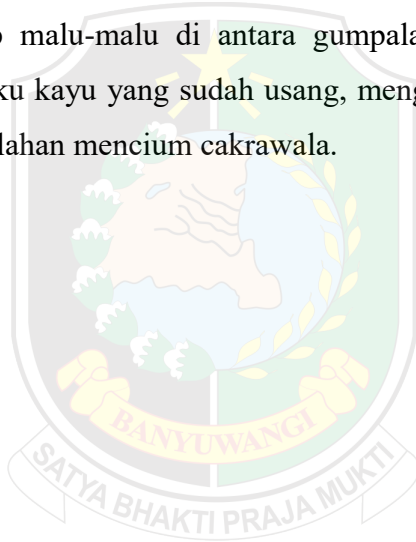 malu-malu di antara gumpala
ku kayu yang sudah usang, meng
lahan mencium cakrawala.
BANYUWANGI
SATYA BHAKTI PRAJA MUKTI